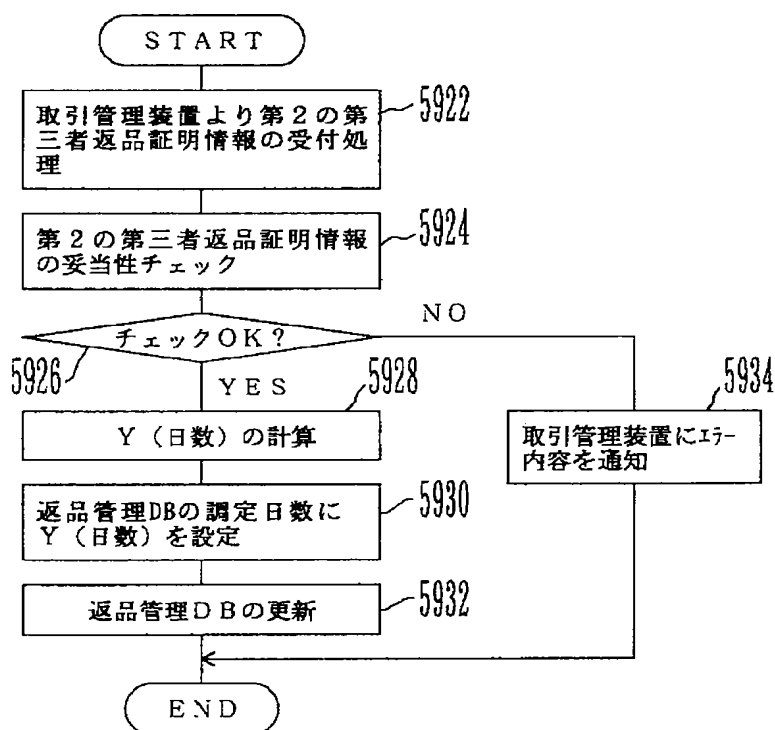 START
取引管理装置より第2の第
三者返品証明情報の受付処
理
5922
第2の第三者返品証明情報
の妥当性チェック
5924
チェックOK?
NO
5926
YES
5928
5934
Y(日数)の計算
取引管理装置にエラー
内容を通知
返品管理DBの調定日数に
Y(日数)を設定
5930
返品管理DBの更新
5932
END